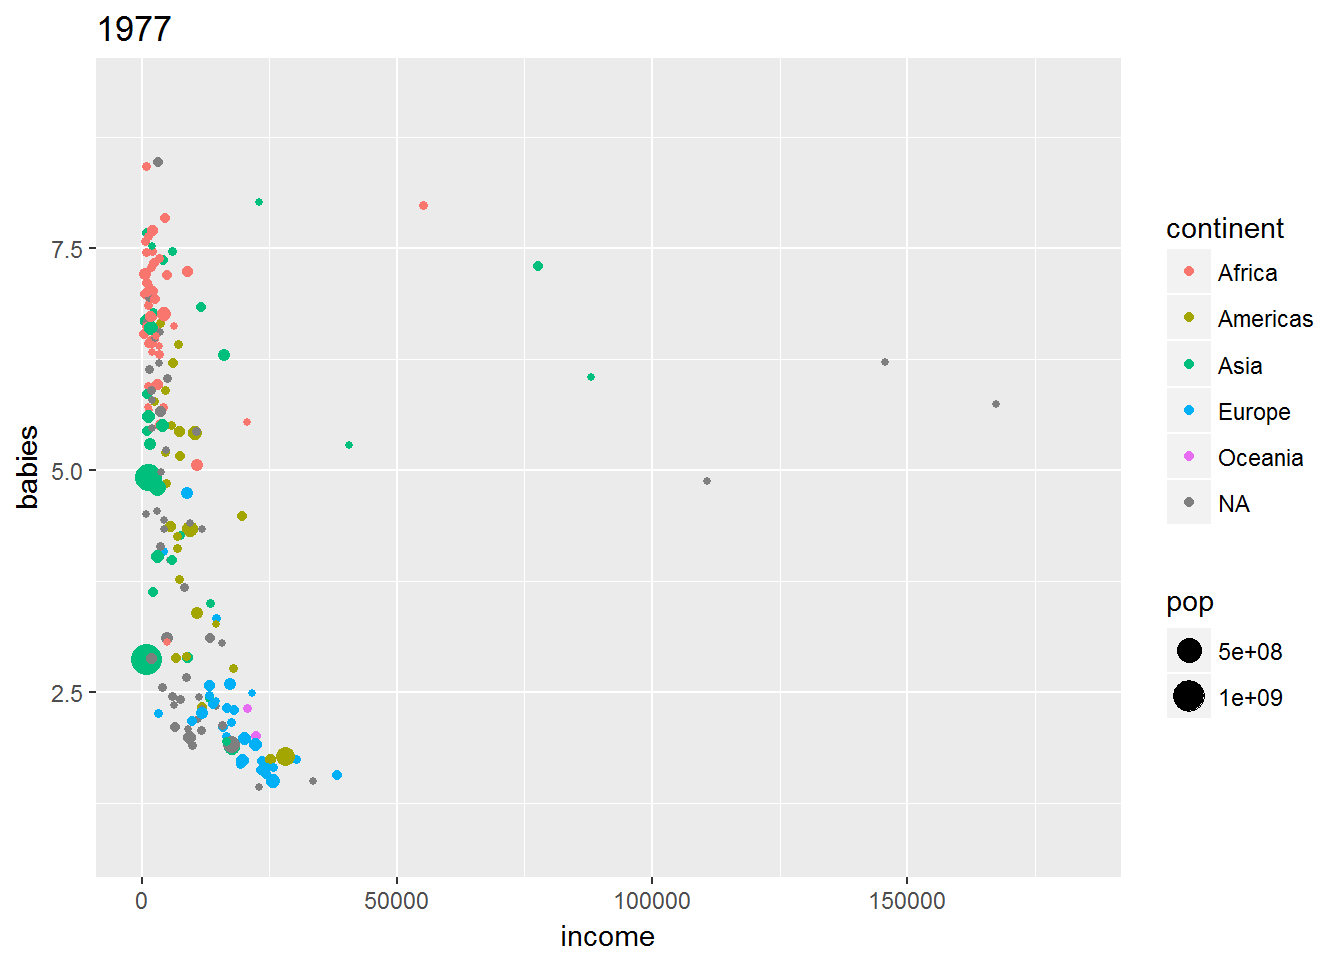 1977
babies
7.5
5.0
2.5
0
50000
100000
150000
income
continent
Africa
Americas
Asia
Europe
Oceania
NA
pop
5e+08
1e+09